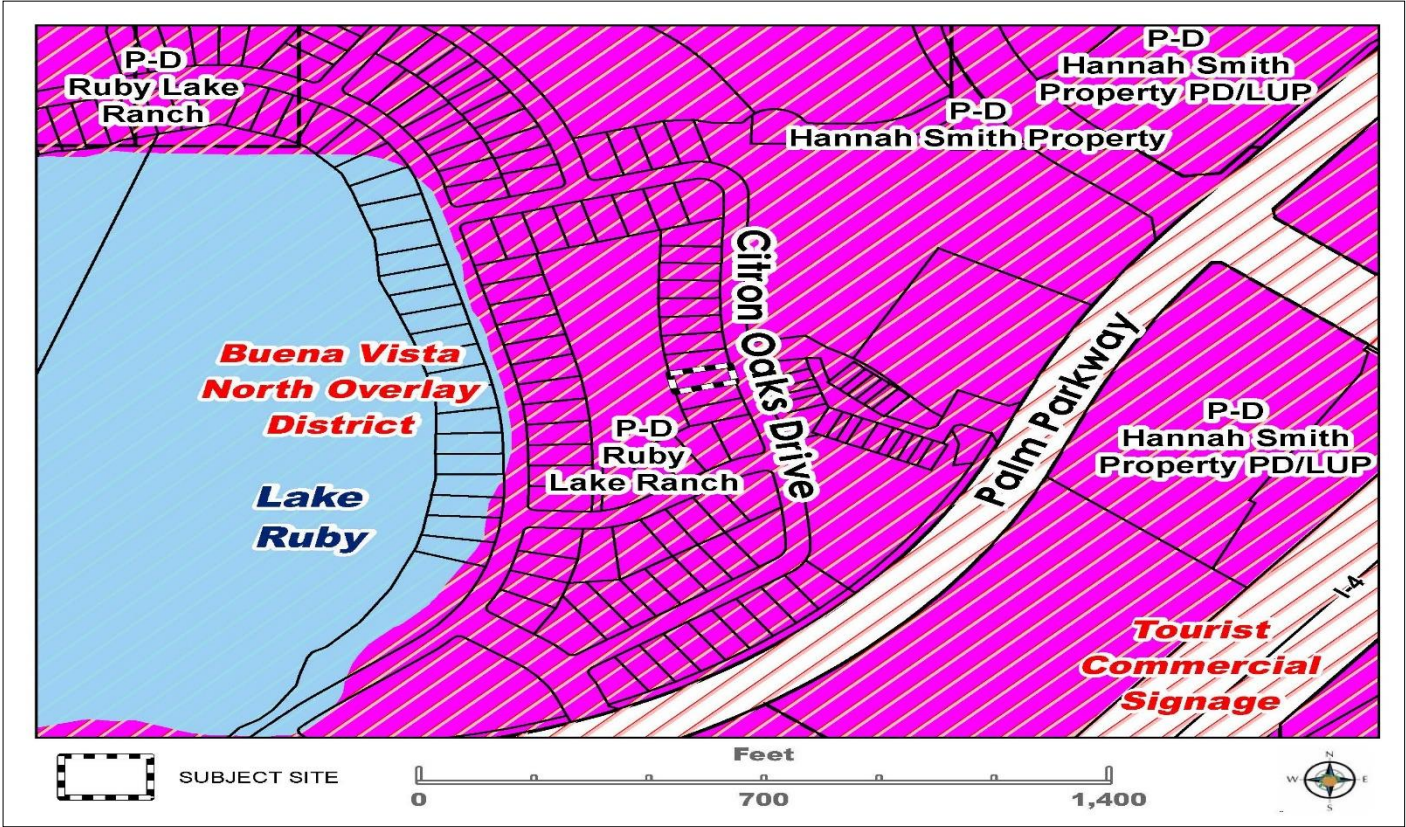 P-D
Ruby Lake
Ranch
P-D
Hannah Smith
Property PD/LUP
P-D
Hannah Smith Property
Citron Oaks Drive
Buena Vista
North Overlay
District
Palm Parkway
P-D
Ruby
Lake Ranch
P-D
Hannah Smith
Property PD/LUP
Lake
Ruby
I-4
Tourist
Commercial
Signage
SUBJECT SITE
Feet
0
700
1,400
N
W
E
S